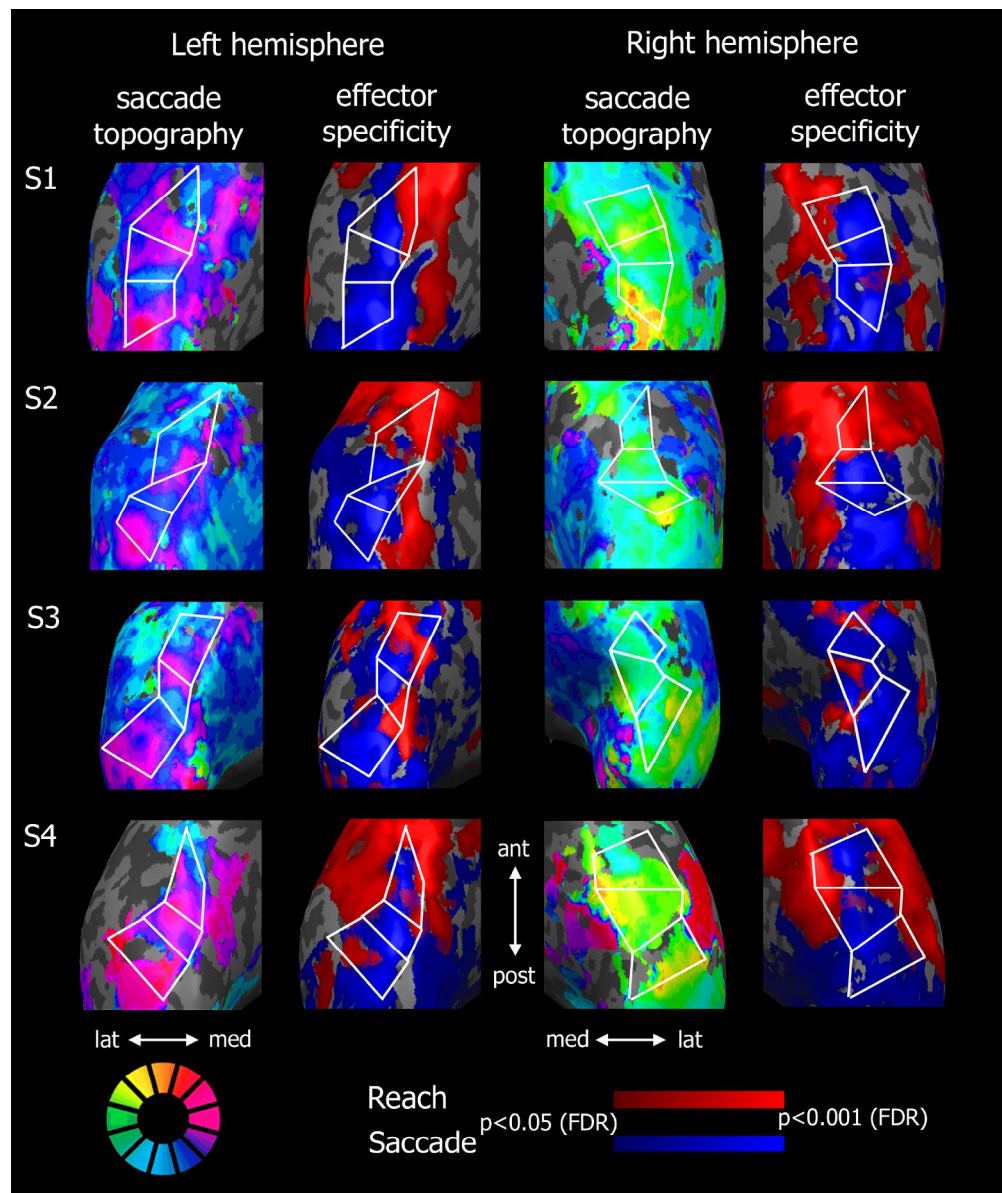 Left hemisphere
Right hemisphere
saccade
topography
effector
specificity
saccade
topography
effector
specificity
S1
S2
S3
S4
ant
post
lat
med
med
lat
Reach
p<0.05 (FDR)
p<0.001 (FDR)
Saccade